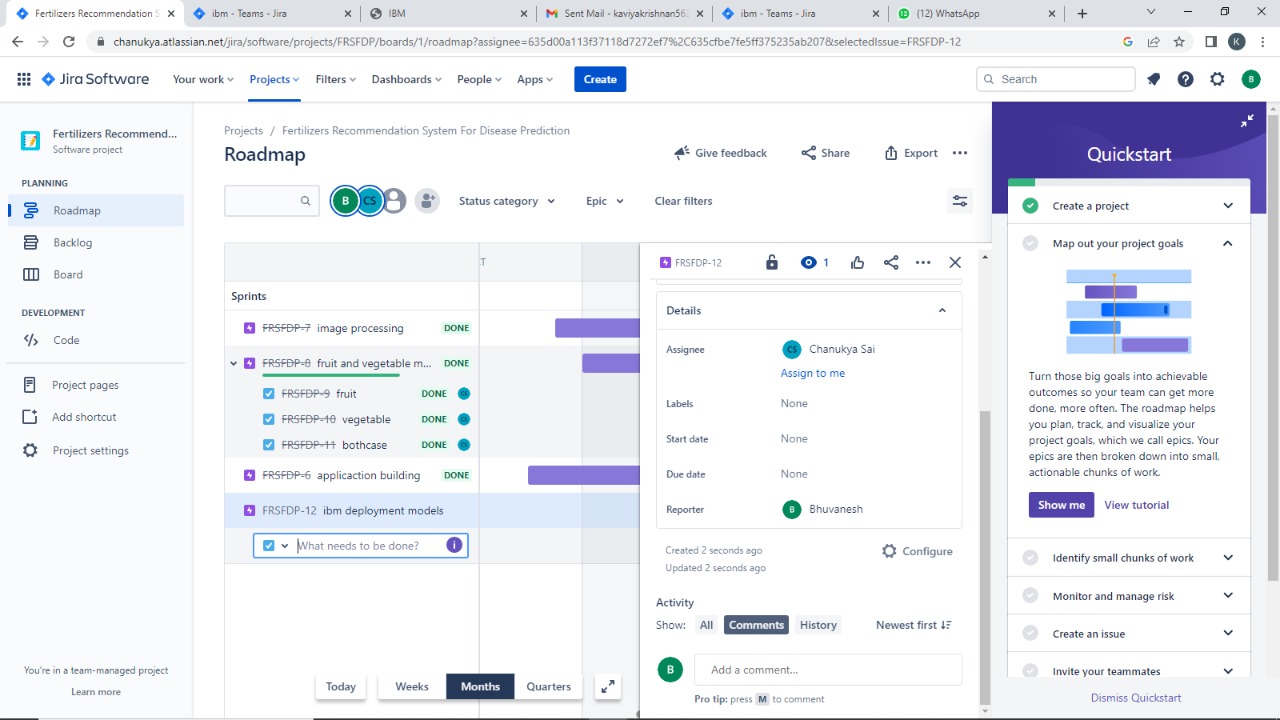 Fertilizers Recommendation S
ibm - Teams - Jira
IBM
Sent Mail - kaviyakrishnan562
ibm - Teams - Jira
(12) WhatsApp
chanukya.atlassian.net/jira/software/projects/FRSFDP/boards/1/roadmap?assignee=635d00a113f37118d7272ef7%2C635cfbe7fe5ff375235ab207&selectedIssue=FRSFDP-12
K
Jira Software
Your work
Projects
Filters
Dashboards
People
Apps
Create
Search
B
Fertilizers Recommend...
Software project
PLANNING
Roadmap
Backlog
Board
DEVELOPMENT
Code
Project pages
Add shortcut
Project settings
You're in a team-managed project
Learn more
Projects / Fertilizers Recommendation System For Disease Prediction
Roadmap
Give feedback
Share
Export
B
CS
Status category
Epic
Clear filters
T
Sprints
FRSFDP-7 image processing DONE
FRSFDP-8 fruit and vegetable m... DONE
FRSFDP-9 fruit DONE
FRSFDP-10 vegetable DONE
FRSFDP-11 bothcase DONE
FRSFDP-6 applicaction building DONE
FRSFDP-12 ibm deployment models
What needs to be done?
Today
Weeks
Months
Quarters
FRSFDP-12
1
Details
Assignee
CS Chanukya Sai
Assign to me
Labels None
Start date None
Due date None
Reporter B Bhuvanesh
Created 2 seconds ago
Configure
Updated 2 seconds ago
Activity
Show: All Comments History Newest first
B Add a comment...
Pro tip: press M to comment
Quickstart
Create a project
Map out your project goals
Turn those big goals into achievable
outcomes so your team can get more
done, more often. The roadmap helps
you plan, track, and visualize your
project goals, which we call epics. Your
epics are then broken down into small,
actionable chunks of work.
Show me
View tutorial
Identify small chunks of work
Monitor and manage risk
Create an issue
Invite your teammates
Dismiss Quickstart